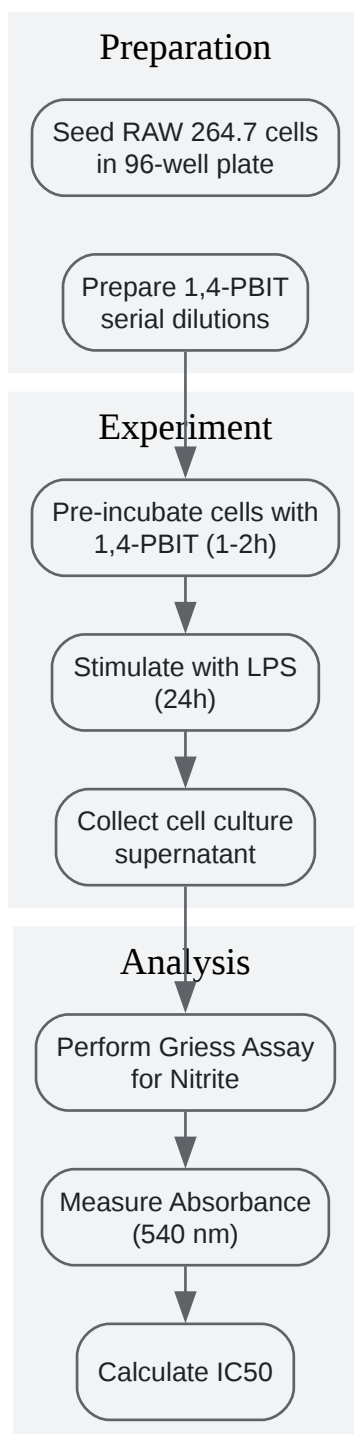 Preparation
Seed RAW 264.7 cells
in 96-well plate
Prepare 1,4-PBIT
serial dilutions
Experiment
Pre-incubate cells with
1,4-PBIT (1-2h)
Stimulate with LPS
(24h)
Collect cell culture
supernatant
Analysis
Perform Griess Assay
for Nitrite
Measure Absorbance
(540 nm)
Calculate IC50